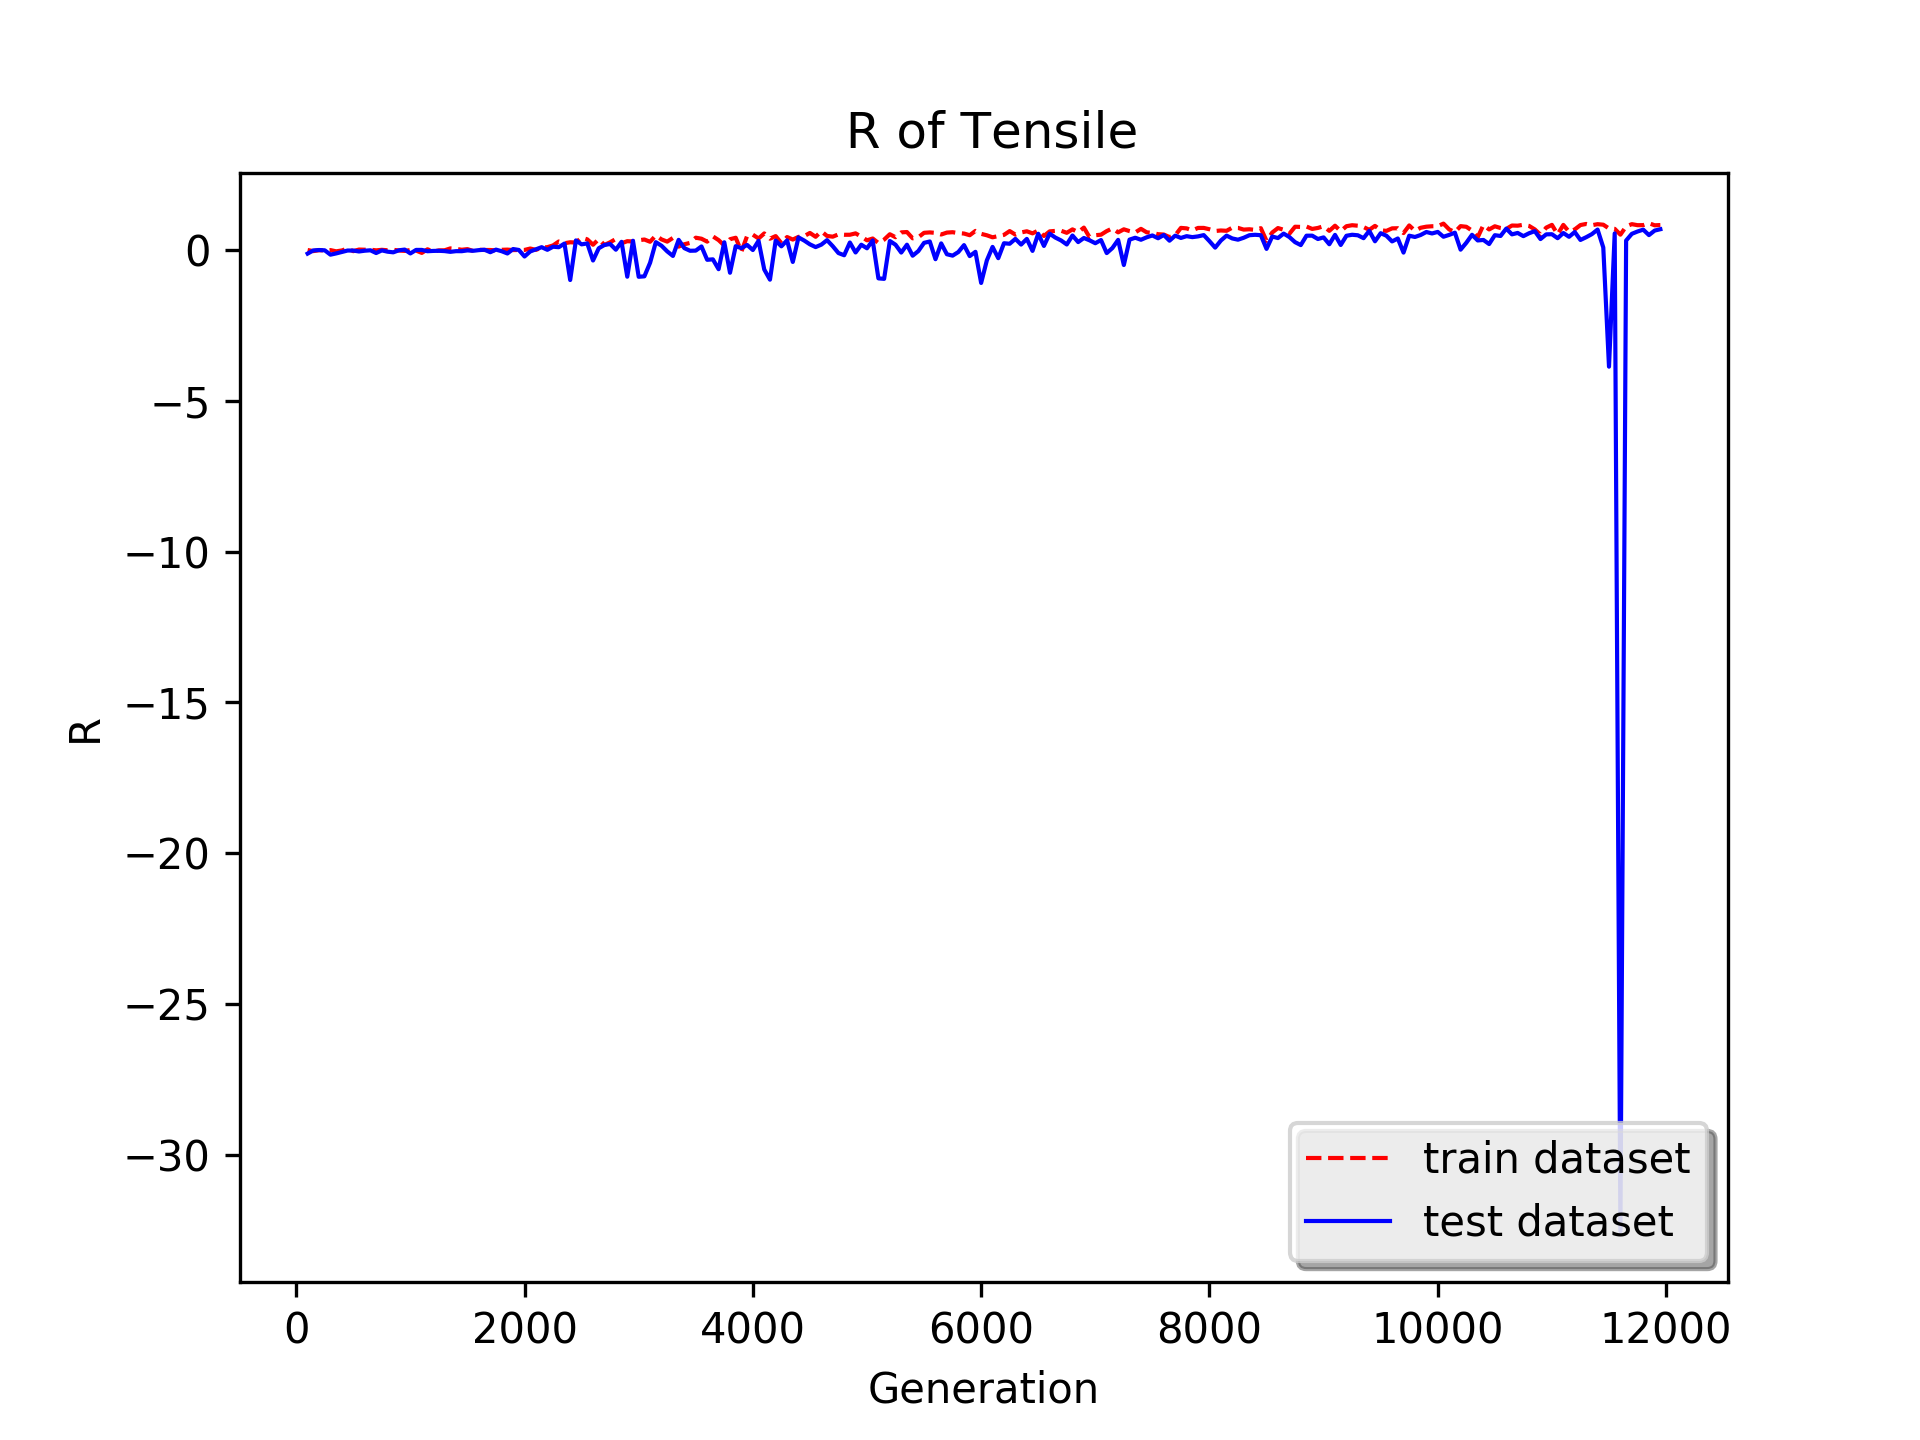 R of Tensile
R
0
−5
−10
−15
−20
−25
−30
train dataset
test dataset
0 2000 4000 6000 8000 10000 12000
Generation